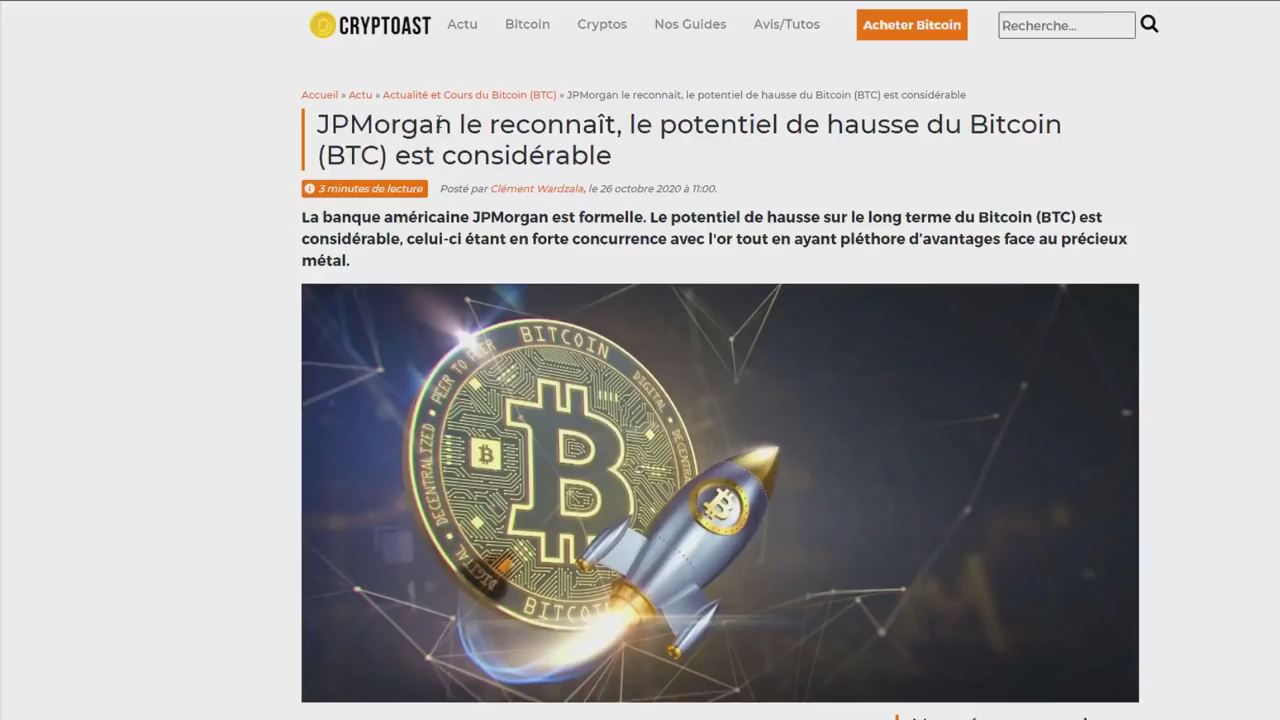 CRYPTOAST Actu Bitcoin Cryptos Nos Guides Avis/Tutos Acheter Bitcoin Recherche...
Accueil » Actu » Actualité et Cours du Bitcoin (BTC) » JPMorgan le reconnait, le potentiel de hausse du Bitcoin (BTC) est considérable
JPMorgan le reconnaît, le potentiel de hausse du Bitcoin
(BTC) est considérable
3 minutes de lecture Posté par Clément Wardzala, le 26 octobre 2020 à 11:00.
La banque américaine JPMorgan est formelle. Le potentiel de hausse sur le long terme du Bitcoin (BTC) est
considérable, celui-ci étant en forte concurrence avec l'or tout en ayant pléthore d'avantages face au précieux
métal.
BITCOIN
PEER TO PEER
DIGITAL
DECENTRALIZED
DIGITAL
BITCOIN